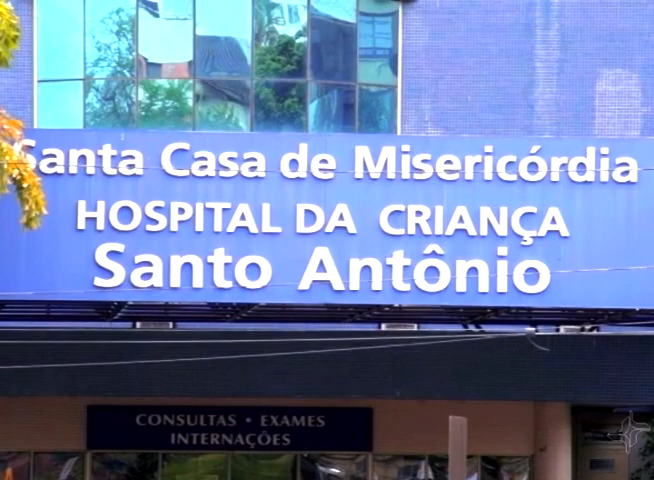 Santa Casa de Misericórdia
HOSPITAL DA CRIANÇA
Santo Antônio
CONSULTAS • EXAMES
INTERNAÇÕES